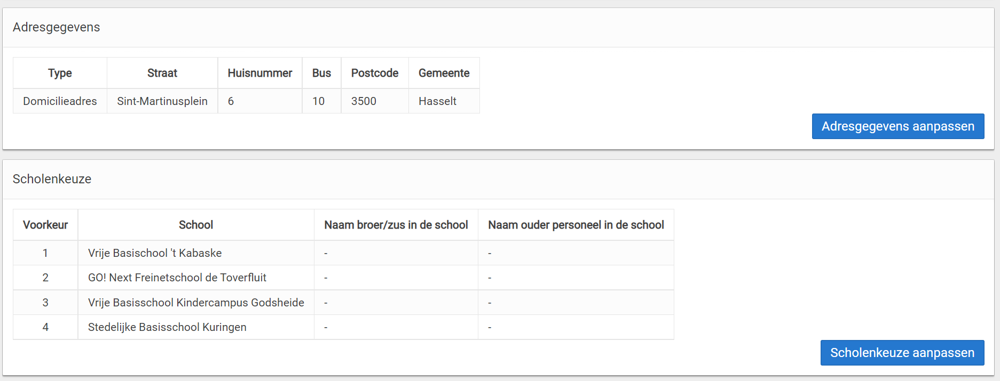 Adresgegevens
Type Straat Huisnummer Bus Postcode Gemeente
Domicilieadres Sint-Martinusplein 6 10 3500 Hasselt
Adresgegevens aanpassen
Scholenkeuze
Voorkeur School Naam broer/zus in de school Naam ouder personeel in de school
1 Vrije Basischool 't Kabaske - -
2 GO! Next Freinetschool de Toverfluit - -
3 Vrije Basisschool Kindercampus Godsheide - -
4 Stedelijke Basisschool Kuringen - -
Scholenkeuze aanpassen